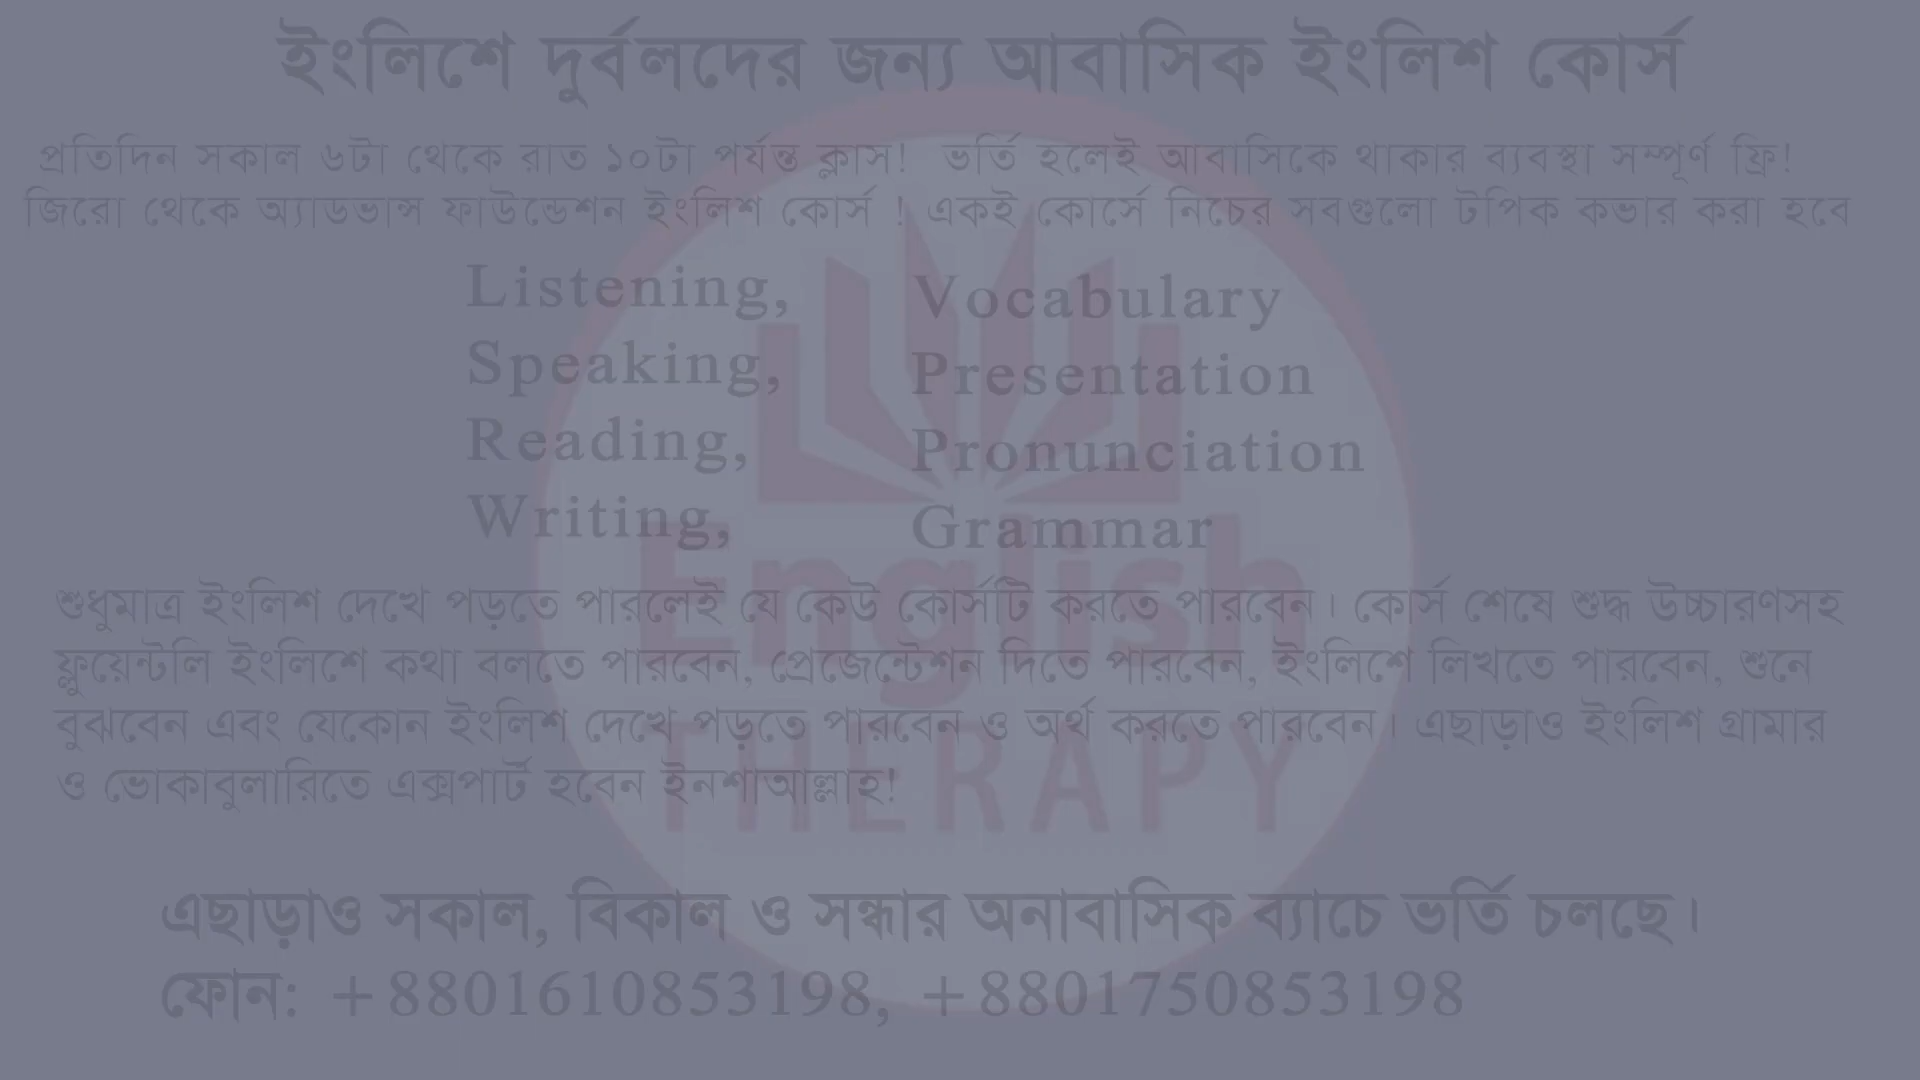 ইংলিশে দুর্বলদের জন্য আবাসিক ইংলিশ কোর্স
প্রতিদিন সকাল ৬টা থেকে রাত ১০টা পর্যন্ত ক্লাস! ভর্তি হলেই আবাসিকে থাকার ব্যবস্থা সম্পূর্ণ ফ্রি!
জিরো থেকে অ্যাডভান্স ফাউন্ডেশন ইংলিশ কোর্স ! একই কোর্সে নিচের সবগুলো টপিক কভার করা হবে
Listening,
Speaking,
Reading,
Writing,
Vocabulary
Presentation
Pronunciation
Grammar
English
THERAPY
শুধুমাত্র ইংলিশ দেখে পড়তে পারলেই যে কেউ কোর্সটি করতে পারবেন। কোর্স শেষে শুদ্ধ উচ্চারণসহ
ফ্লুয়েন্টলি ইংলিশে কথা বলতে পারবেন, প্রেজেন্টেশন দিতে পারবেন, ইংলিশে লিখতে পারবেন, শুনে
বুঝবেন এবং যেকোন ইংলিশ দেখে পড়তে পারবেন ও অর্থ করতে পারবেন। এছাড়াও ইংলিশ গ্রামার
ও ভোকাবুলারিতে এক্সপার্ট হবেন ইনশাআল্লাহ!
এছাড়াও সকাল, বিকাল ও সন্ধার অনাবাসিক ব্যাচে ভর্তি চলছে।
ফোন: +8801610853198, +8801750853198